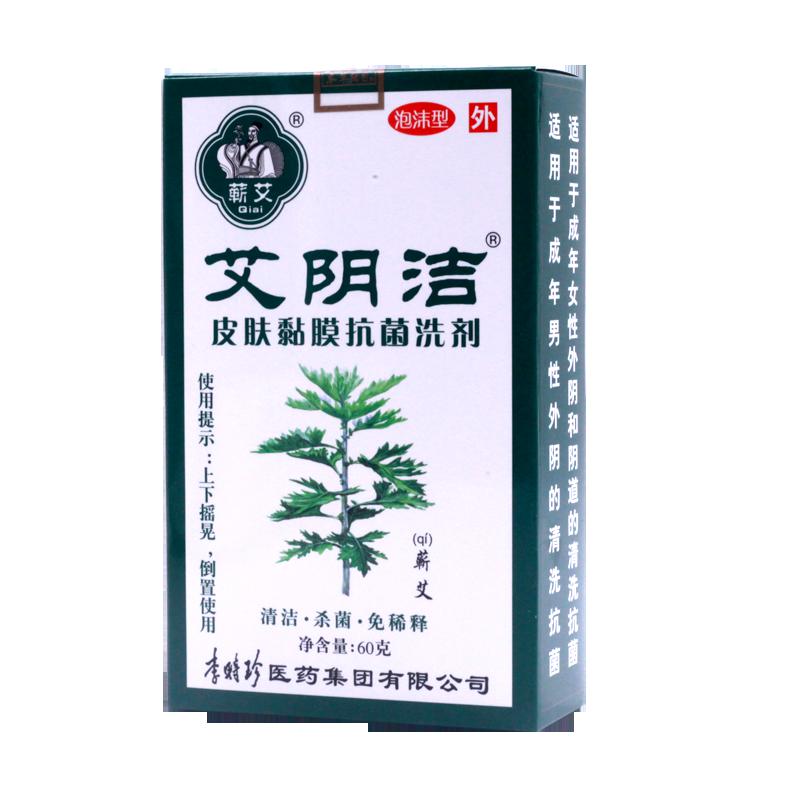 泡沫型
外
®
蕲艾
Qiai
艾阴洁®
皮肤黏膜抗菌洗剂
使用提示：上下摇晃，倒置使用
(qí)
蕲艾
清洁·杀菌·免稀释
净含量:60克
李时珍医药集团有限公司
适用于成年女性外阴和阴道的清洗抗菌
适用于成年男性外阴的清洗抗菌